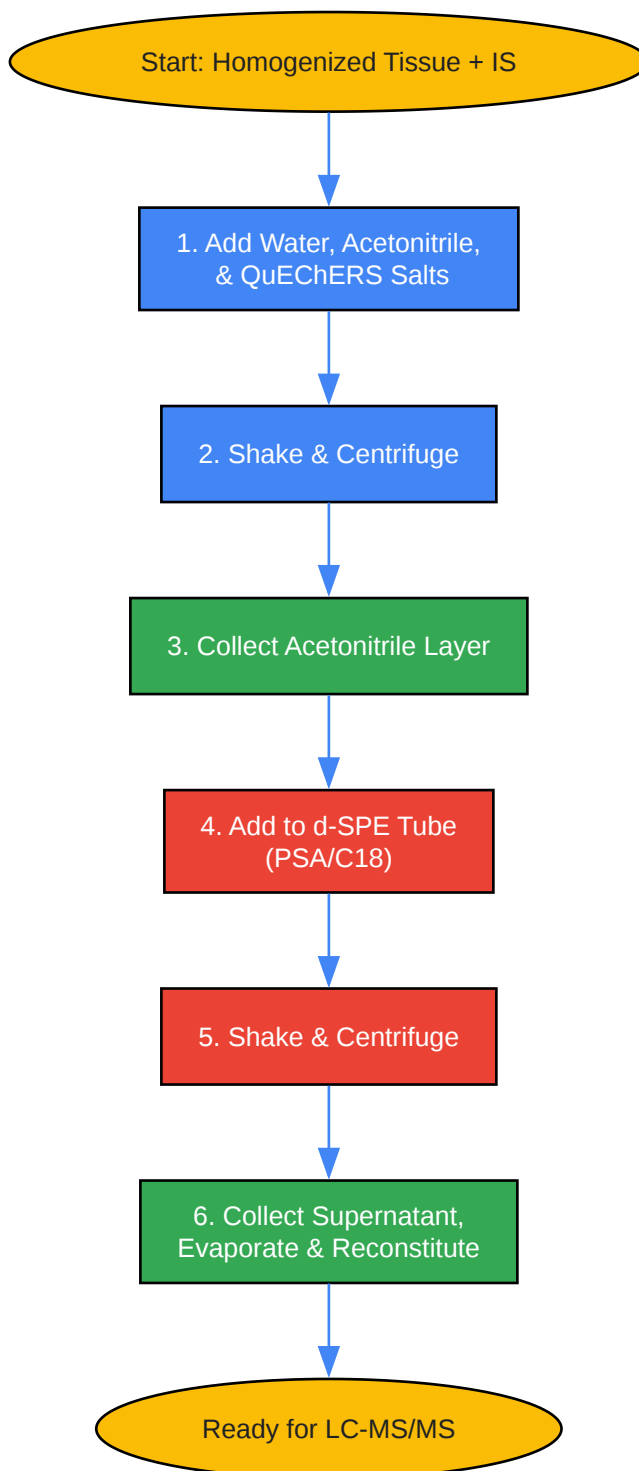 Start: Homogenized Tissue + IS
1. Add Water, Acetonitrile,
& QuEChERS Salts
2. Shake & Centrifuge
3. Collect Acetonitrile Layer
4. Add to d-SPE Tube
(PSA/C18)
5. Shake & Centrifuge
6. Collect Supernatant,
Evaporate & Reconstitute
Ready for LC-MS/MS